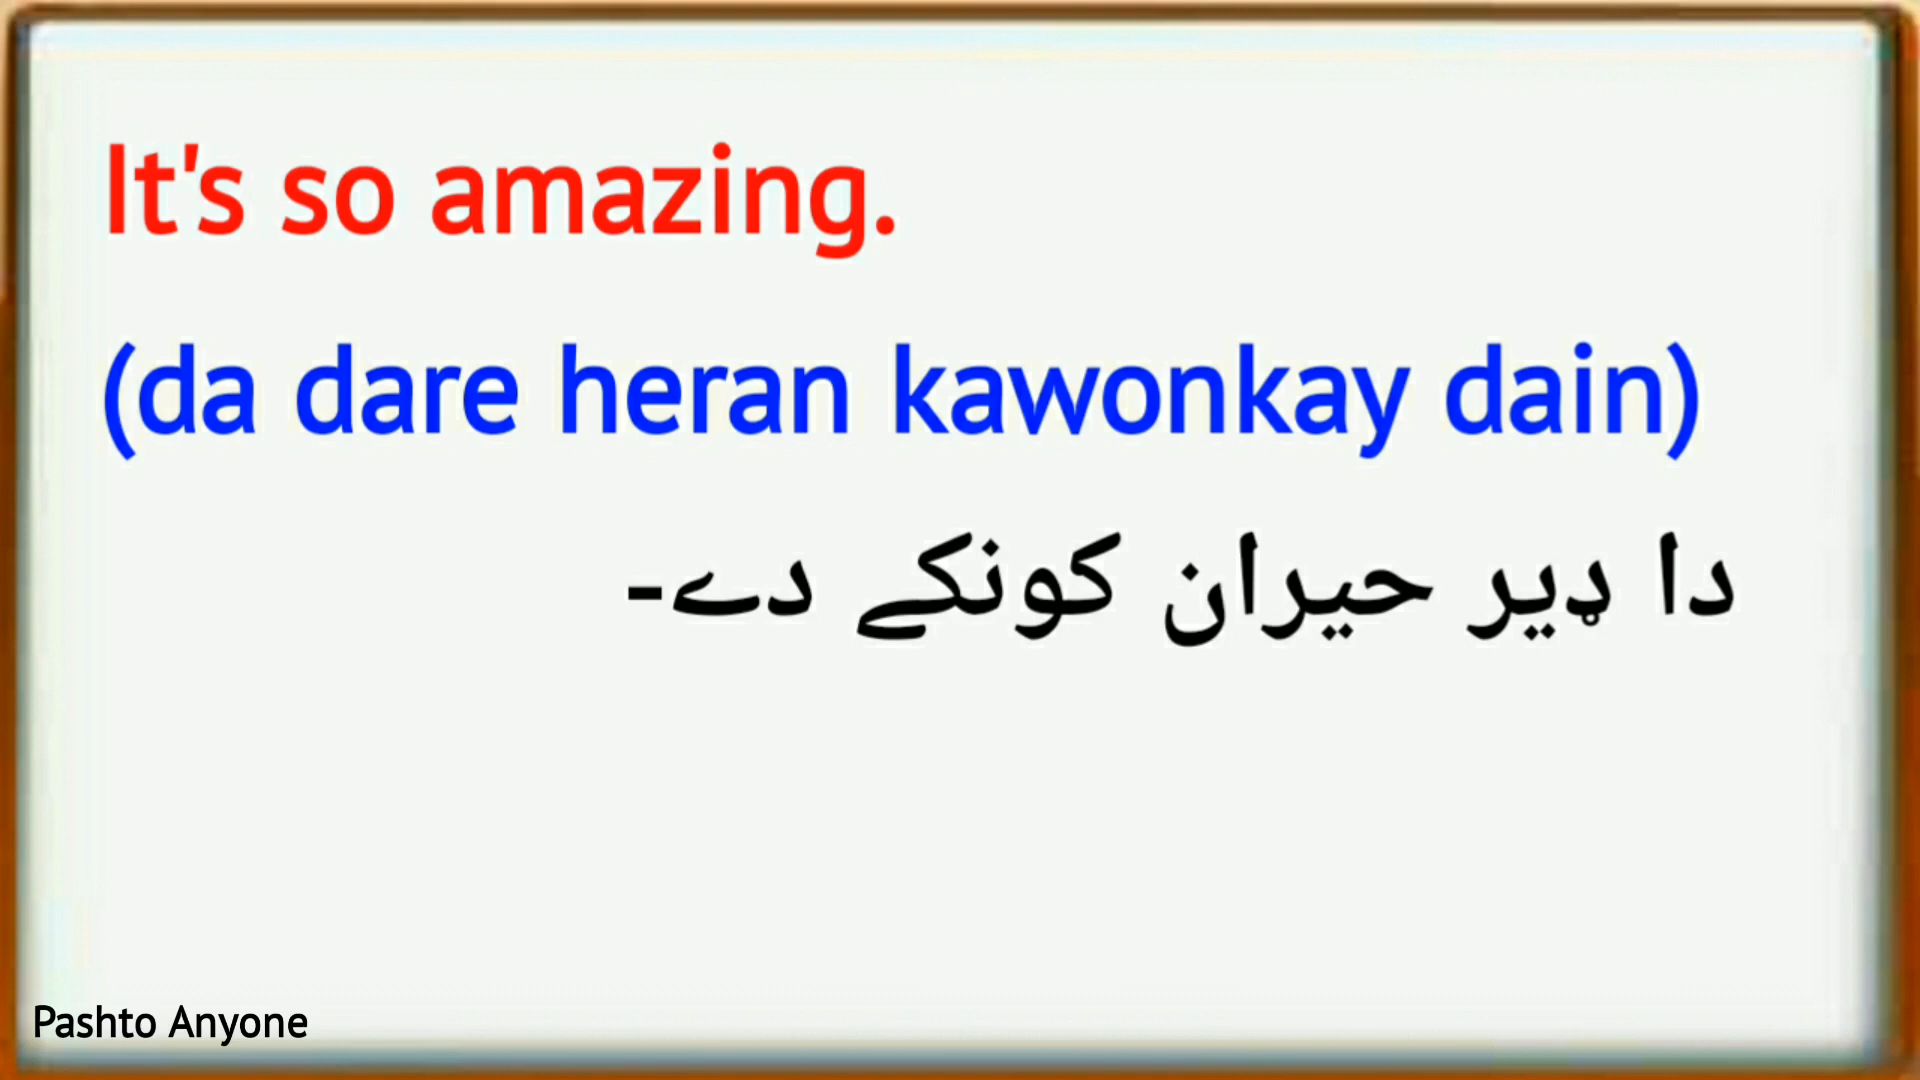 It's so amazing.
(da dare heran kawonkay dain)
دا ډیر حیران کونکے دے-
Pashto Anyone